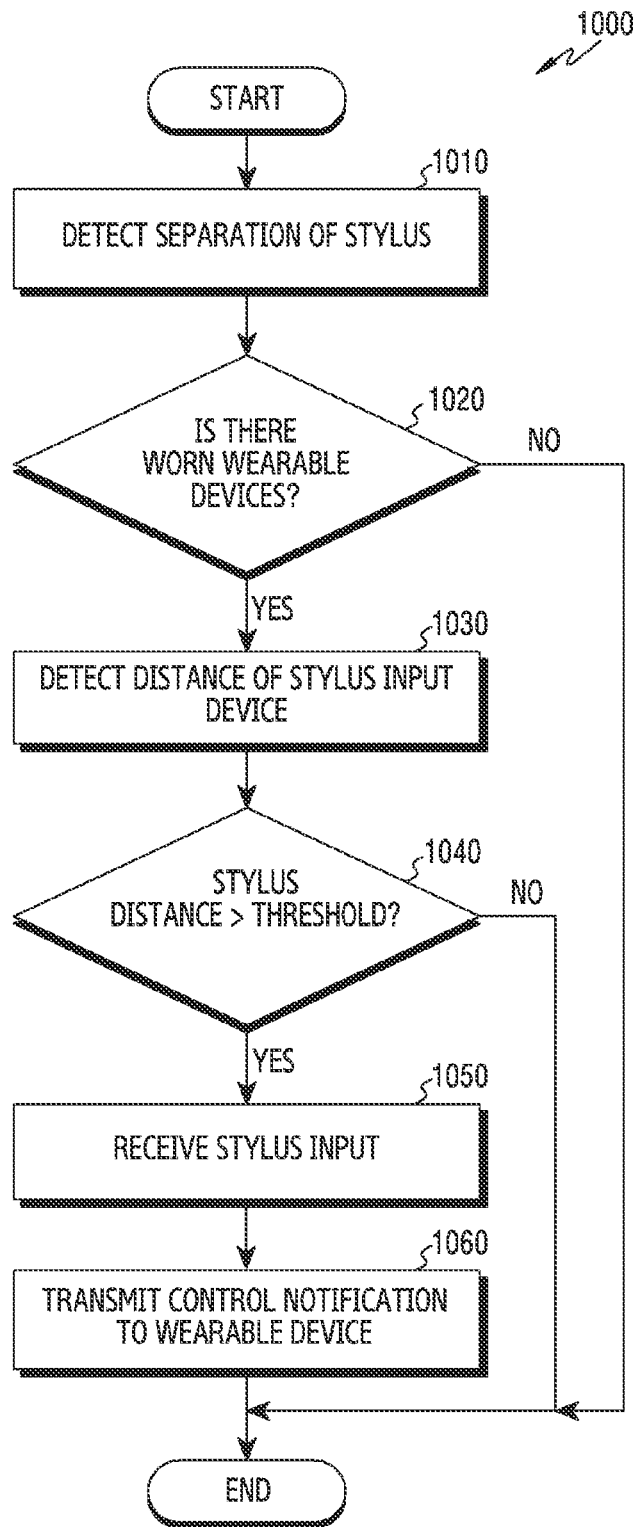 1000
START
1010
DETECT SEPARATION OF STYLUS
1020
IS THERE
WORN WEARABLE
DEVICES?
NO
YES
1030
DETECT DISTANCE OF STYLUS INPUT
DEVICE
1040
STYLUS
DISTANCE > THRESHOLD?
NO
YES
1050
RECEIVE STYLUS INPUT
1060
TRANSMIT CONTROL NOTIFICATION
TO WEARABLE DEVICE
END